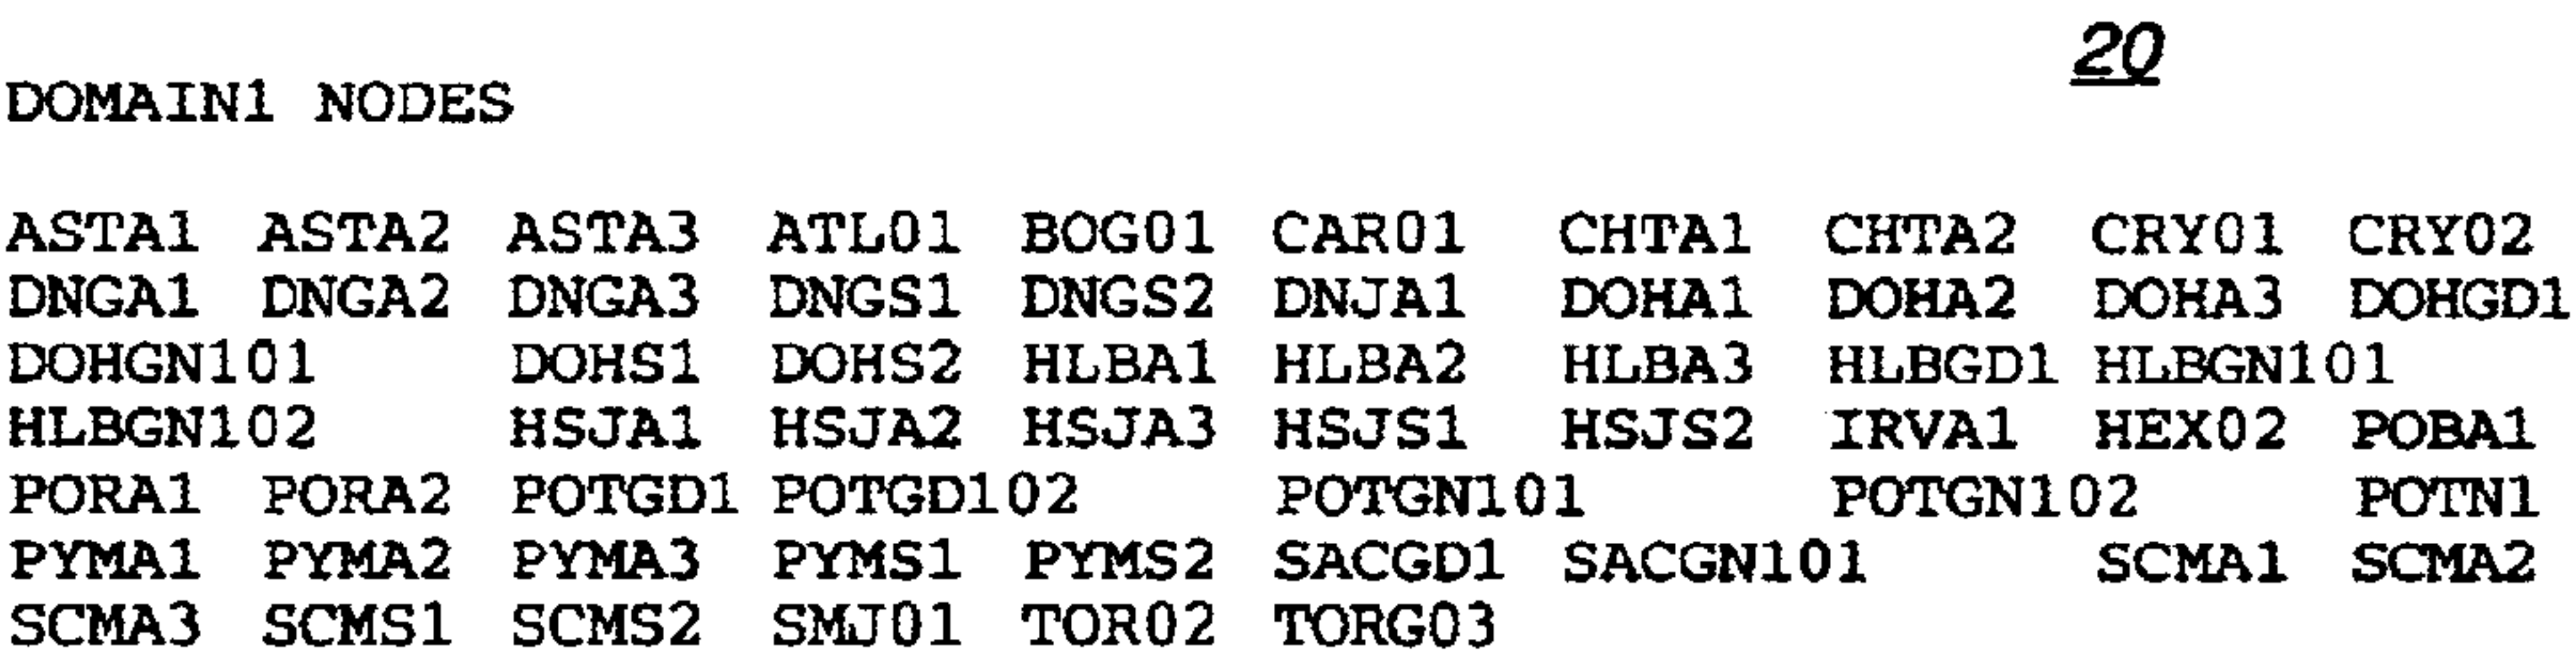 20
DOMAIN1 NODES
ASTA1 ASTA2 ASTA3 ATL01 BOG01 CAR01 CHTA1 CHTA2 CRY01 CRY02
DNGA1 DNGA2 DNGA3 DNGS1 DNGS2 DNJA1 DOHA1 DOHA2 DOHA3 DOHGD1
DOHGN101 DOHS1 DOHS2 HLBA1 HLBA2 HLBA3 HLBGD1 HLBGN101
HLBGN102 HSJA1 HSJA2 HSJA3 HSJS1 HSJS2 IRVA1 HEX02 POBA1
PORA1 PORA2 POTGD1 POTGD102 POTGN101 POTGN102 POTN1
PYMA1 PYMA2 PYMA3 PYMS1 PYMS2 SACGD1 SACGN101 SCMA1 SCMA2
SCMA3 SCMS1 SCMS2 SMJ01 TOR02 TORG03